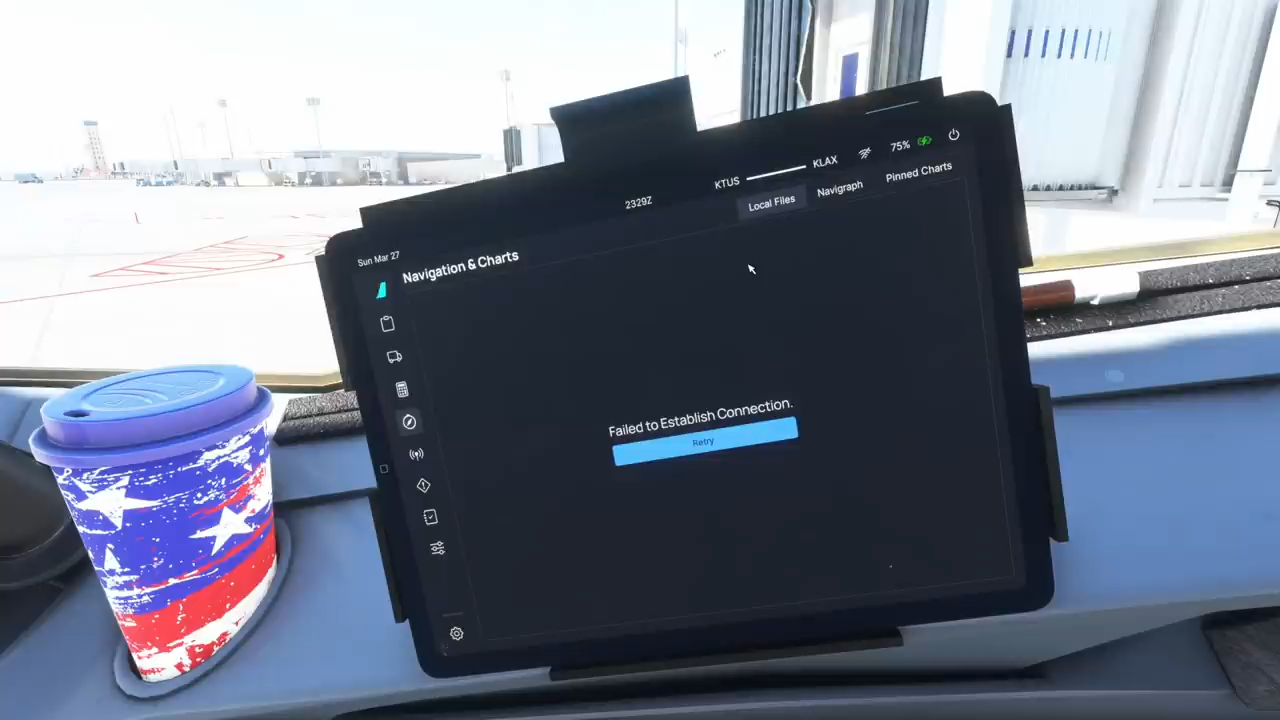 Sun Mar 27
2329Z
KTUS
KLAX
75%
Navigation & Charts
Local Files
Navigraph
Pinned Charts
Failed to Establish Connection.
Retry